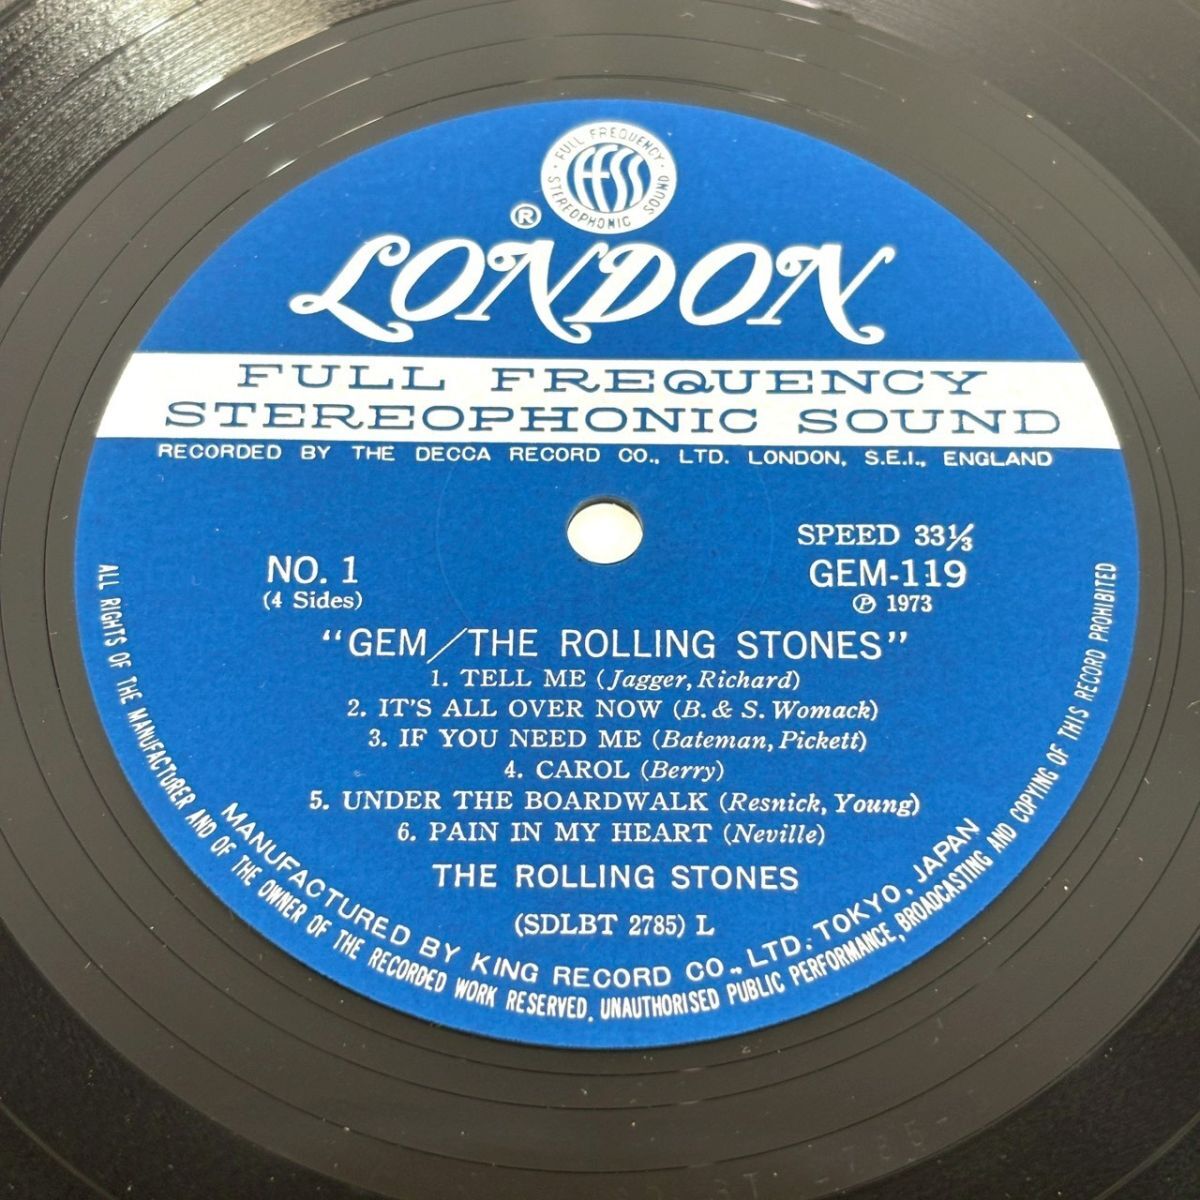 FULL FREQUENCY
ffss
STEREOPHONIC SOUND
®
LONDON
FULL FREQUENCY
STEREOPHONIC SOUND
RECORDED BY THE DECCA RECORD CO., LTD. LONDON, S.E.I., ENGLAND
SPEED 33⅓
NO. 1
GEM-119
(4 Sides)
℗ 1973
"GEM/THE ROLLING STONES"
1. TELL ME (Jagger, Richard)
2. IT'S ALL OVER NOW (B. & S. Womack)
3. IF YOU NEED ME (Bateman, Pickett)
4. CAROL (Berry)
5. UNDER THE BOARDWALK (Resnick, Young)
6. PAIN IN MY HEART (Neville)
THE ROLLING STONES
(SDLBT 2785) L
MANUFACTURED BY KING RECORD CO., LTD. TOKYO, JAPAN
ALL RIGHTS OF THE MANUFACTURER AND OF THE OWNER OF THE RECORDED WORK RESERVED. UNAUTHORISED PUBLIC PERFORMANCE, BROADCASTING AND COPYING OF THIS RECORD PROHIBITED